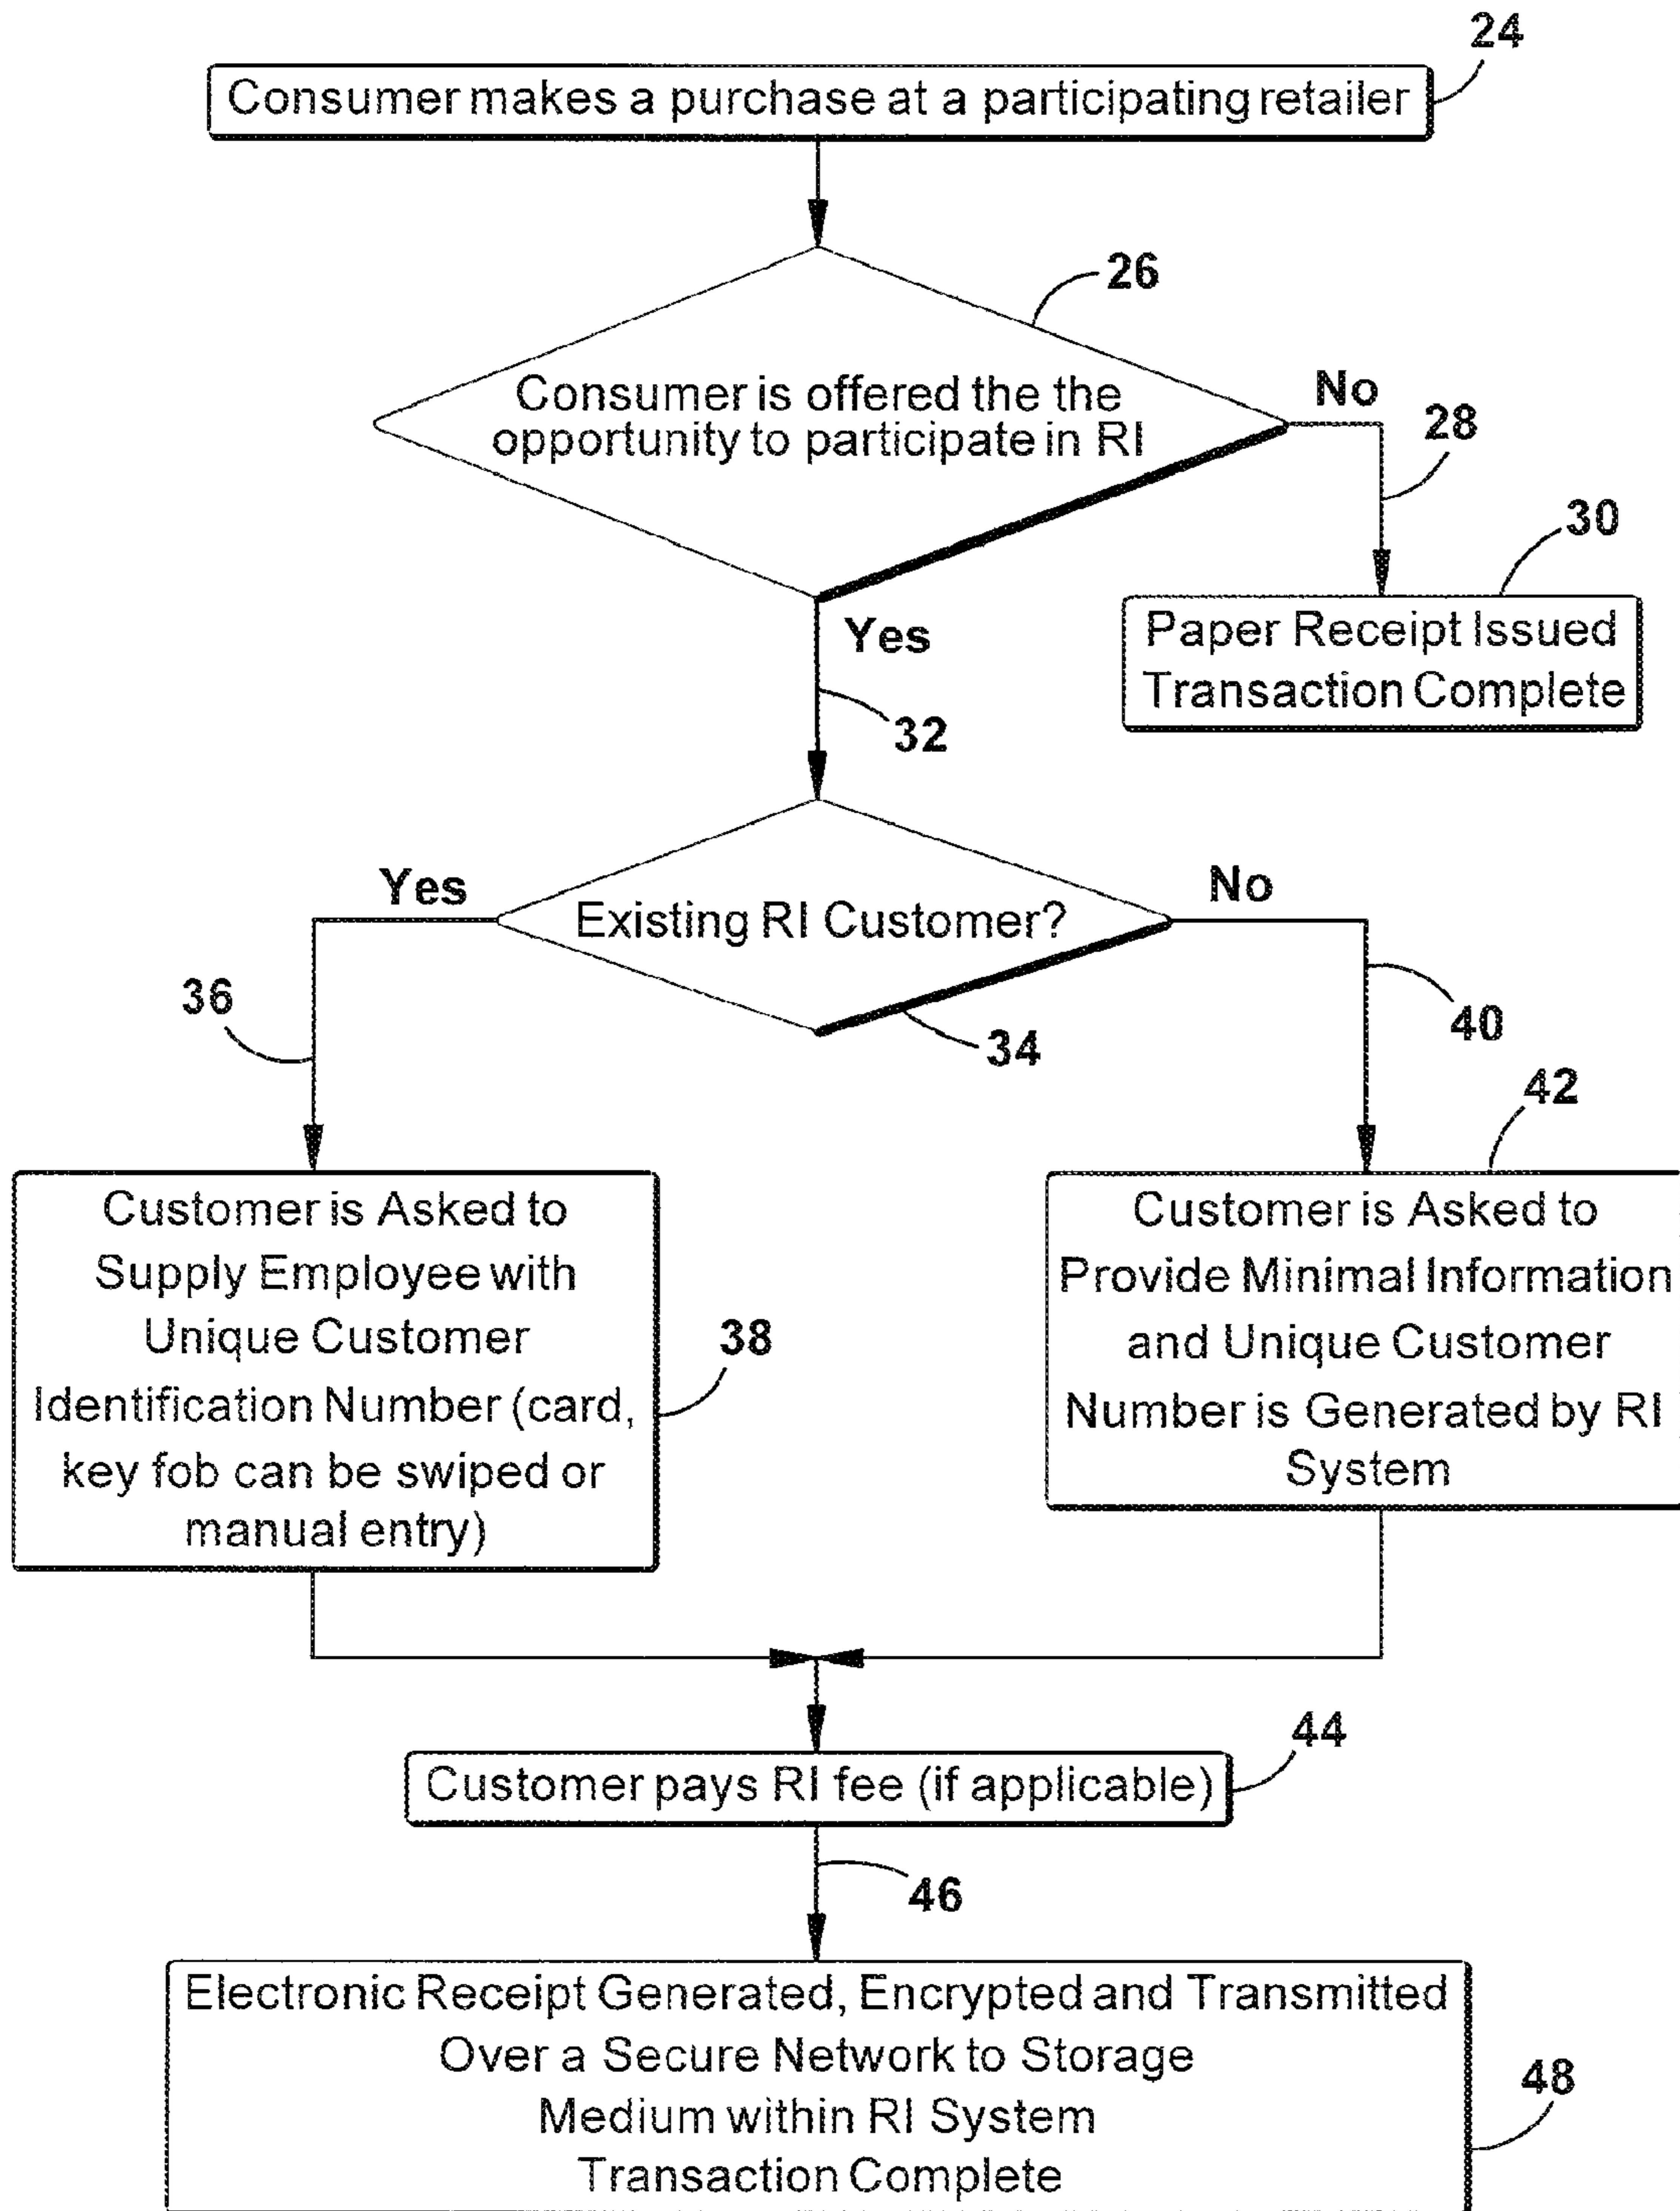 24
Consumer makes a purchase at a participating retailer
26
Consumer is offered the the
opportunity to participate in RI
No
28
30
Paper Receipt Issued
Transaction Complete
Yes
32
Yes
Existing RI Customer?
No
36
34
40
42
Customer is Asked to
Supply Employee with
Unique Customer
Identification Number (card,
key fob can be swiped or
manual entry)
38
Customer is Asked to
Provide Minimal Information
and Unique Customer
Number is Generated by RI
System
44
Customer pays RI fee (if applicable)
46
Electronic Receipt Generated, Encrypted and Transmitted
Over a Secure Network to Storage
Medium within RI System
Transaction Complete
48